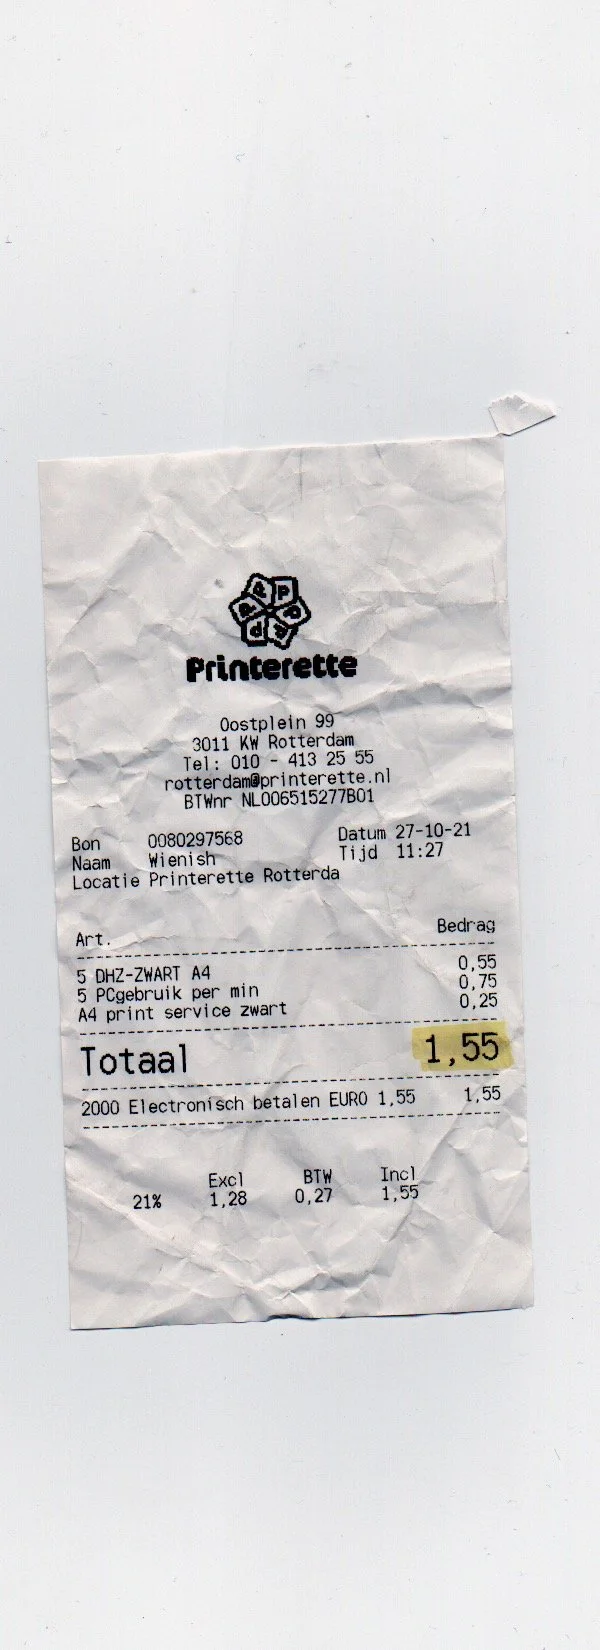 Printerette
Oostplein 99
3011 KW Rotterdam
Tel: 010 - 413 25 55
rotterdam@printerette.nl
BTWnr NL006515277B01
Bon 0080297568 Datum 27-10-21
Naam Wienish Tijd 11:27
Locatie Printerette Rotterda
Art. Bedrag
5 DHZ-ZWART A4 0,55
5 PCgebruik per min 0,75
A4 print service zwart 0,25
Totaal 1,55
2000 Electronisch betalen EURO 1,55 1,55
Excl BTW Incl
21% 1,28 0,27 1,55